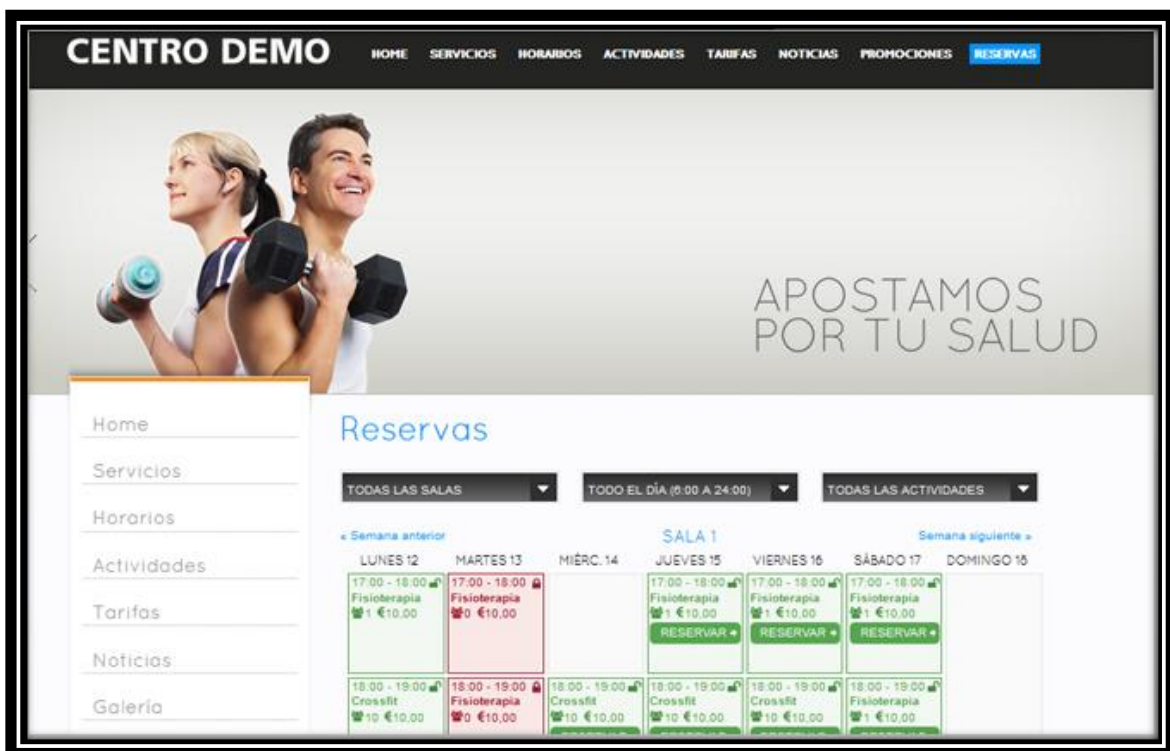 CENTRO DEMO
HOME SERVICIOS HORARIOS ACTIVIDADES TARIFAS NOTICIAS PROMOCIONES RESERVAS
APOSTAMOS
POR TU SALUD
Home
Servicios
Horarios
Actividades
Tarifas
Noticias
Galería
Reservas
TODAS LAS SALAS TODO EL DÍA (6:00 A 24:00) TODAS LAS ACTIVIDADES
« Semana anterior SALA 1 Semana siguiente »
LUNES 12 MARTES 13 MIÉRC. 14 JUEVES 15 VIERNES 16 SÁBADO 17 DOMINGO 18
17:00 - 18:00 17:00 - 18:00 17:00 - 18:00 17:00 - 18:00 17:00 - 18:00
Fisioterapia Fisioterapia Fisioterapia Fisioterapia Fisioterapia
1 €10,00 0 €10,00 1 €10,00 1 €10,00 1 €10,00
RESERVAR RESERVAR RESERVAR
18:00 - 19:00 18:00 - 19:00 18:00 - 19:00 18:00 - 19:00 18:00 - 19:00 18:00 - 19:00
Crossfit Fisioterapia Crossfit Crossfit Crossfit Fisioterapia
10 €10,00 0 €10,00 10 €10,00 10 €10,00 10 €10,00 1 €10,00